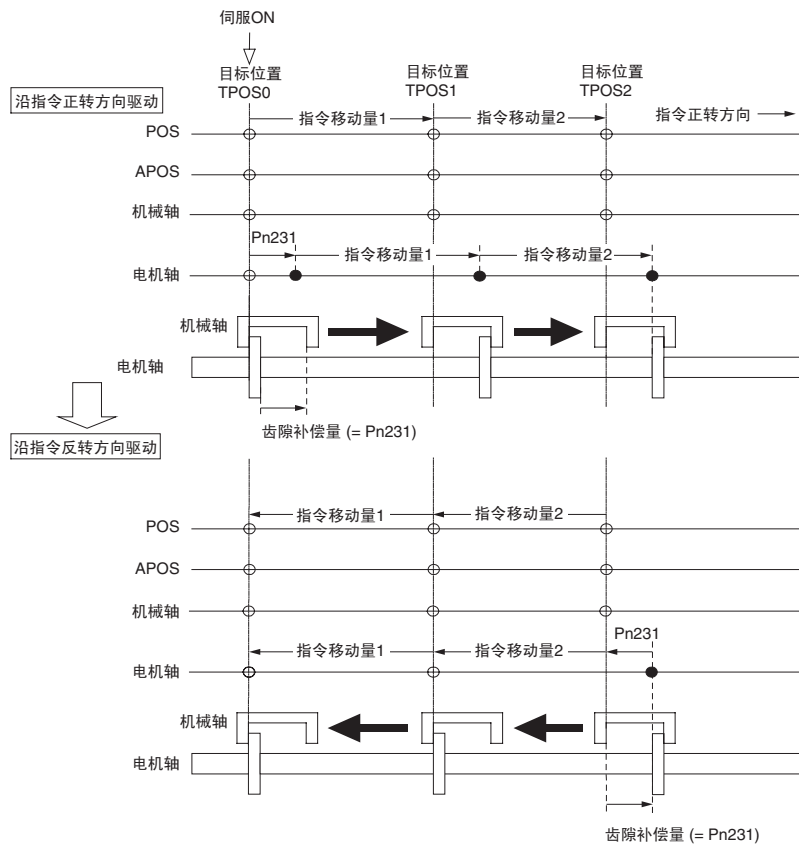 伺服ON
目标位置
TPOS0
目标位置
TPOS1
目标位置
TPOS2
沿指令正转方向驱动
指令移动量1
指令移动量2
指令正转方向
POS
APOS
机械轴
Pn231
指令移动量1
指令移动量2
电机轴
机械轴
电机轴
齿隙补偿量 (= Pn231)
沿指令反转方向驱动
指令移动量1
指令移动量2
POS
APOS
机械轴
Pn231
指令移动量1
指令移动量2
电机轴
机械轴
电机轴
齿隙补偿量 (= Pn231)